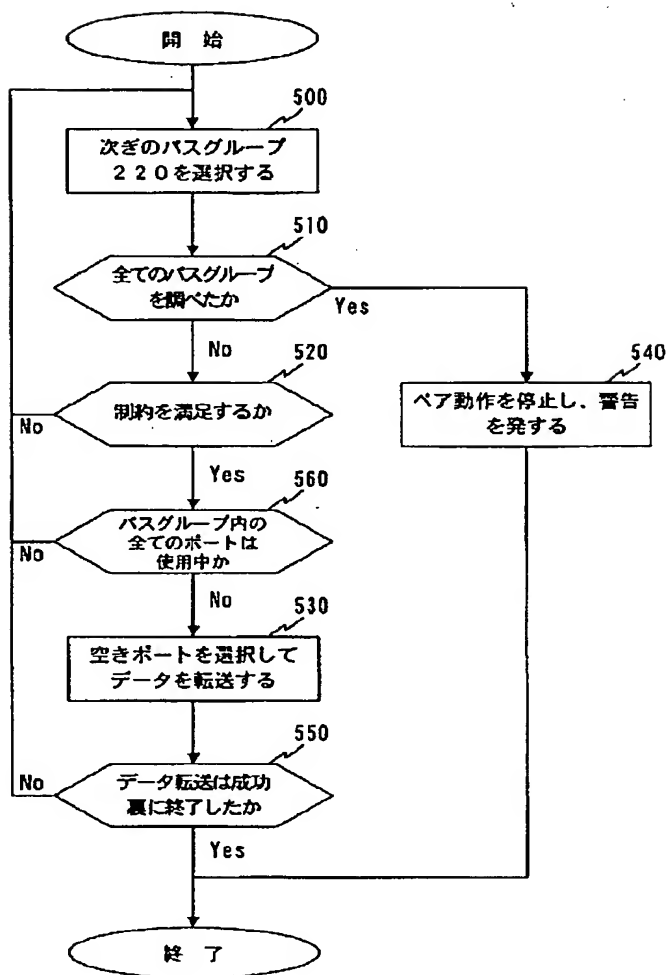 開 始
500
次ぎのパスグループ
220を選択する
510
全てのパスグループ
を調べたか
Yes
No
520
540
制約を満足するか
ペア動作を停止し、警告
を発する
No
Yes
560
パスグループ内の
全てのポートは
使用中か
No
No
530
空きポートを選択して
データを転送する
550
データ転送は成功
裏に終了したか
No
Yes
終 了